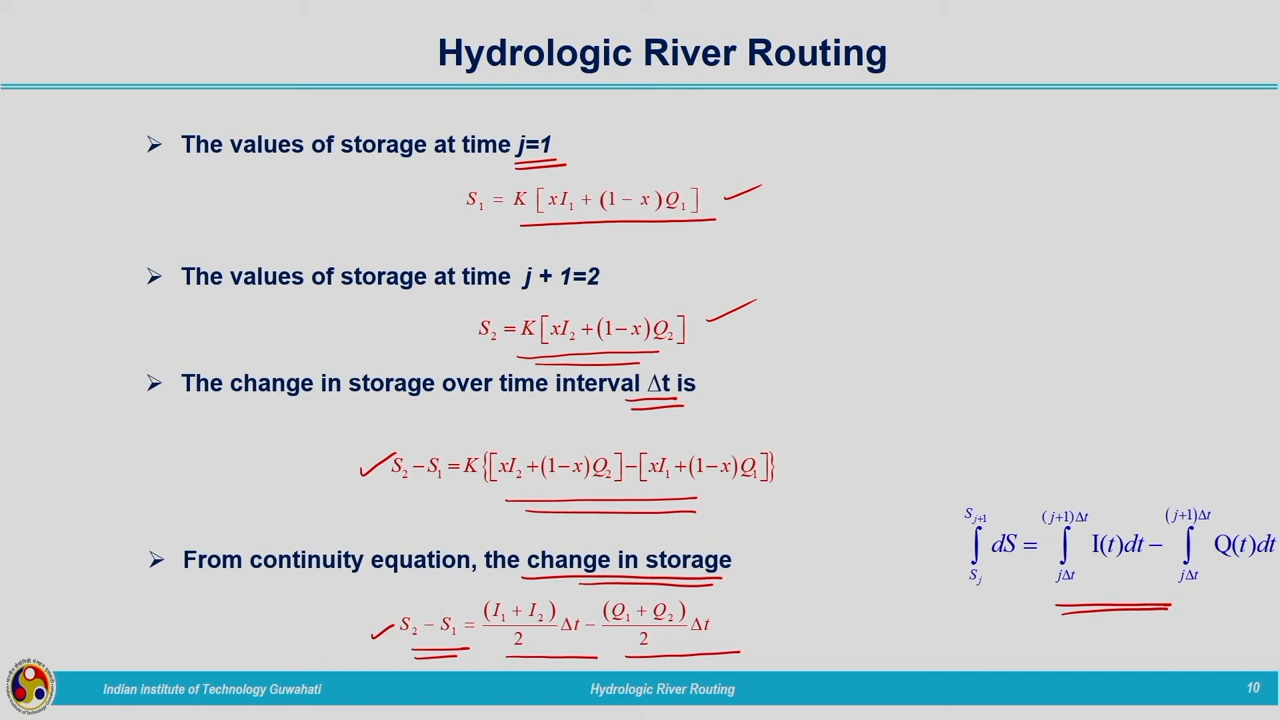 Hydrologic River Routing
➢ The values of storage at time j=1
S₁ = K [ xI₁ + (1 − x)Q₁ ]
➢ The values of storage at time j + 1=2
S₂ = K[xI₂ +(1−x)Q₂]
➢ The change in storage over time interval Δt is
S₂ −S₁ = K{[xI₂ +(1−x)Q₂]−[xI₁ +(1−x)Q₁]}
∫_{S_j}^{S_{j+1}} dS = ∫_{jΔt}^{(j+1)Δt} I(t)dt − ∫_{jΔt}^{(j+1)Δt} Q(t)dt
➢ From continuity equation, the change in storage
S₂ − S₁ = (I₁ + I₂)/2 Δt − (Q₁ + Q₂)/2 Δt
Indian institute of Technology Guwahati
Hydrologic River Routing
10